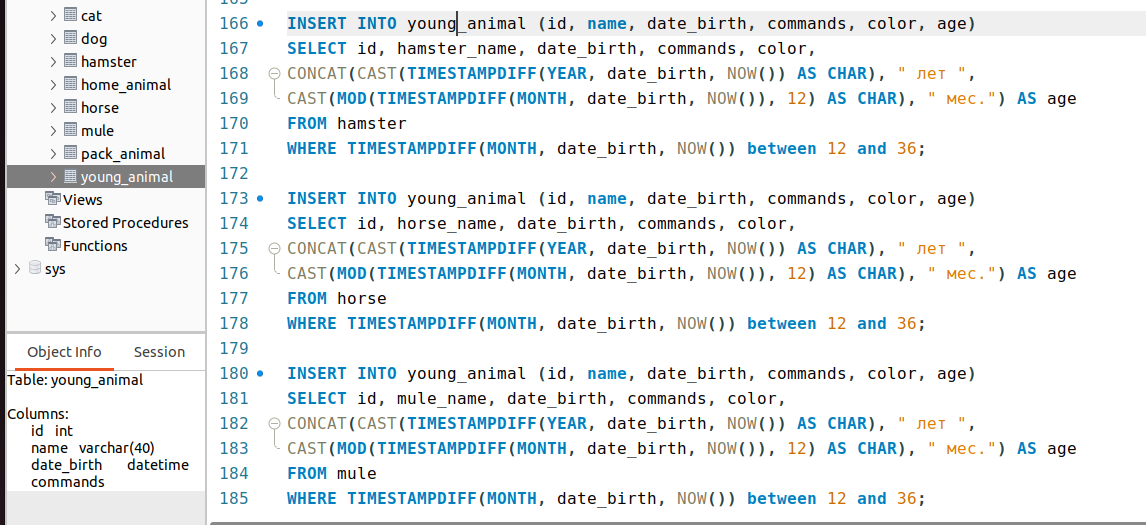 cat
dog
hamster
home_animal
horse
mule
pack_animal
young_animal
Views
Stored Procedures
Functions
sys
Object Info Session
Table: young_animal
Columns:
id int
name varchar(40)
date_birth datetime
commands
166 INSERT INTO young_animal (id, name, date_birth, commands, color, age)
167 SELECT id, hamster_name, date_birth, commands, color,
168 CONCAT(CAST(TIMESTAMPDIFF(YEAR, date_birth, NOW()) AS CHAR), " лет ",
169 CAST(MOD(TIMESTAMPDIFF(MONTH, date_birth, NOW()), 12) AS CHAR), " мес.") AS age
170 FROM hamster
171 WHERE TIMESTAMPDIFF(MONTH, date_birth, NOW()) between 12 and 36;
172
173 INSERT INTO young_animal (id, name, date_birth, commands, color, age)
174 SELECT id, horse_name, date_birth, commands, color,
175 CONCAT(CAST(TIMESTAMPDIFF(YEAR, date_birth, NOW()) AS CHAR), " лет ",
176 CAST(MOD(TIMESTAMPDIFF(MONTH, date_birth, NOW()), 12) AS CHAR), " мес.") AS age
177 FROM horse
178 WHERE TIMESTAMPDIFF(MONTH, date_birth, NOW()) between 12 and 36;
179
180 INSERT INTO young_animal (id, name, date_birth, commands, color, age)
181 SELECT id, mule_name, date_birth, commands, color,
182 CONCAT(CAST(TIMESTAMPDIFF(YEAR, date_birth, NOW()) AS CHAR), " лет ",
183 CAST(MOD(TIMESTAMPDIFF(MONTH, date_birth, NOW()), 12) AS CHAR), " мес.") AS age
184 FROM mule
185 WHERE TIMESTAMPDIFF(MONTH, date_birth, NOW()) between 12 and 36;